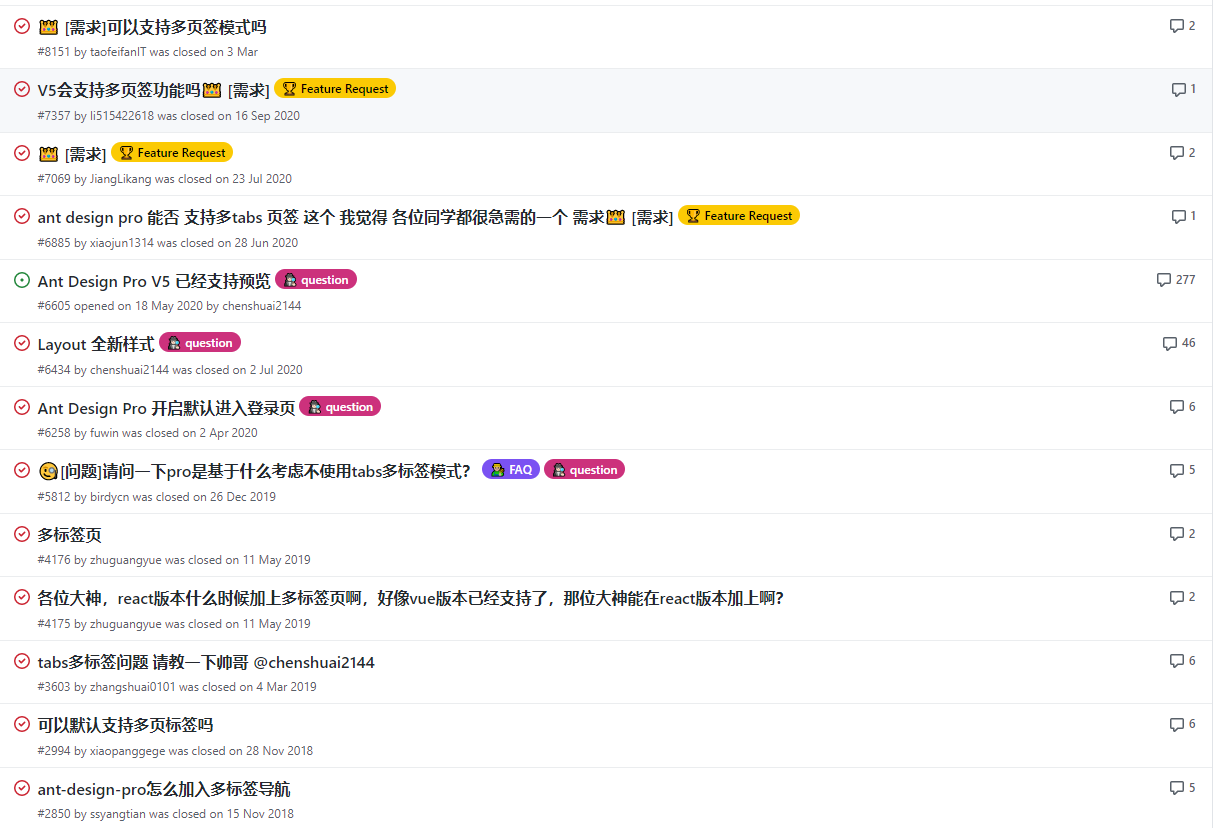 👑 [需求]可以支持多页签模式吗
2
#8151 by taofeifanIT was closed on 3 Mar
V5会支持多页签功能吗👑 [需求] 🏆 Feature Request
1
#7357 by li515422618 was closed on 16 Sep 2020
👑 [需求] 🏆 Feature Request
2
#7069 by JiangLikang was closed on 23 Jul 2020
ant design pro 能否 支持多tabs 页签 这个 我觉得 各位同学都很急需的一个 需求👑 [需求] 🏆 Feature Request
1
#6885 by xiaojun1314 was closed on 28 Jun 2020
Ant Design Pro V5 已经支持预览 question
277
#6605 opened on 18 May 2020 by chenshuai2144
Layout 全新样式 question
46
#6434 by chenshuai2144 was closed on 2 Jul 2020
Ant Design Pro 开启默认进入登录页 question
6
#6258 by fuwin was closed on 2 Apr 2020
🧐[问题]请问一下pro是基于什么考虑不使用tabs多标签模式？ FAQ question
5
#5812 by birdycn was closed on 26 Dec 2019
多标签页
2
#4176 by zhuguangyue was closed on 11 May 2019
各位大神，react版本什么时候加上多标签页啊，好像vue版本已经支持了，那位大神能在react版本加上啊？
2
#4175 by zhuguangyue was closed on 11 May 2019
tabs多标签问题 请教一下帅哥 @chenshuai2144
6
#3603 by zhangshuai0101 was closed on 4 Mar 2019
可以默认支持多页标签吗
6
#2994 by xiaopanggege was closed on 28 Nov 2018
ant-design-pro怎么加入多标签导航
5
#2850 by ssyangtian was closed on 15 Nov 2018